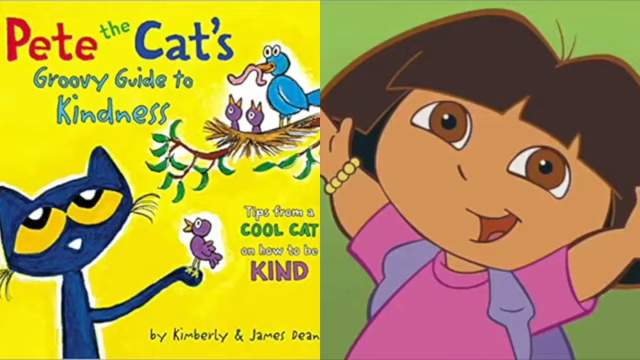 Pete the Cat's
Groovy Guide to
Kindness
Tips from a
COOL CAT
on how to be
KIND
by Kimberly & James Dean